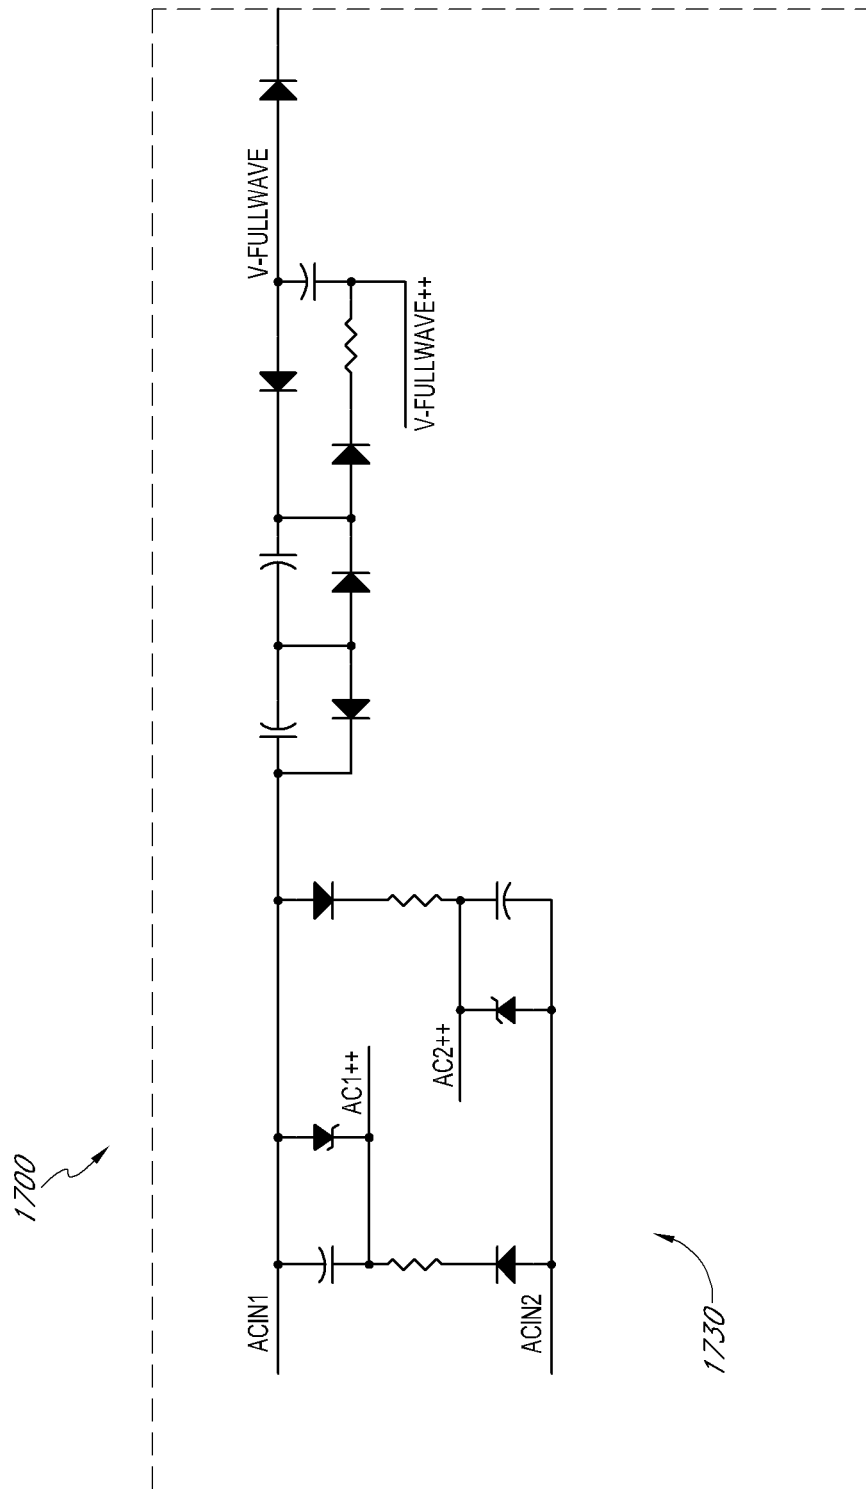 1700
ACIN1
AC1++
V-FULLWAVE
V-FULLWAVE++
AC2++
ACIN2
1730